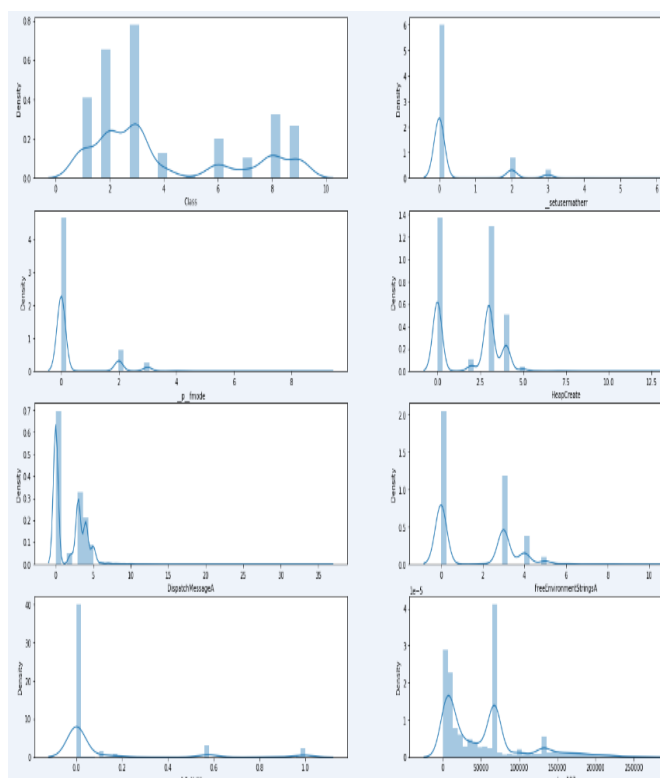 0.8
0.6
0.4
0.2
0.0
Density
0 2 4 6 8 10
Class
6
5
4
3
2
1
0
Density
0 1 2 3 4 5 6
_setusermatherr
4
3
2
1
0
Density
0 2 4 6 8
_p__fmode
1.4
1.2
1.0
0.8
0.6
0.4
0.2
0.0
Density
0.0 2.5 5.0 7.5 10.0 12.5
HeapCreate
0.7
0.6
0.5
0.4
0.3
0.2
0.1
0.0
Density
0 5 10 15 20 25 30 35
DispatchMessageA
2.0
1.5
1.0
0.5
0.0
Density
0 2 4 6 8 10
FreeEnvironmentStringsA
40
30
20
10
0
Density
0.0 0.2 0.4 0.6 0.8 1.0
1e-5
4
3
2
1
0
Density
0 50000 100000 150000 200000 250000